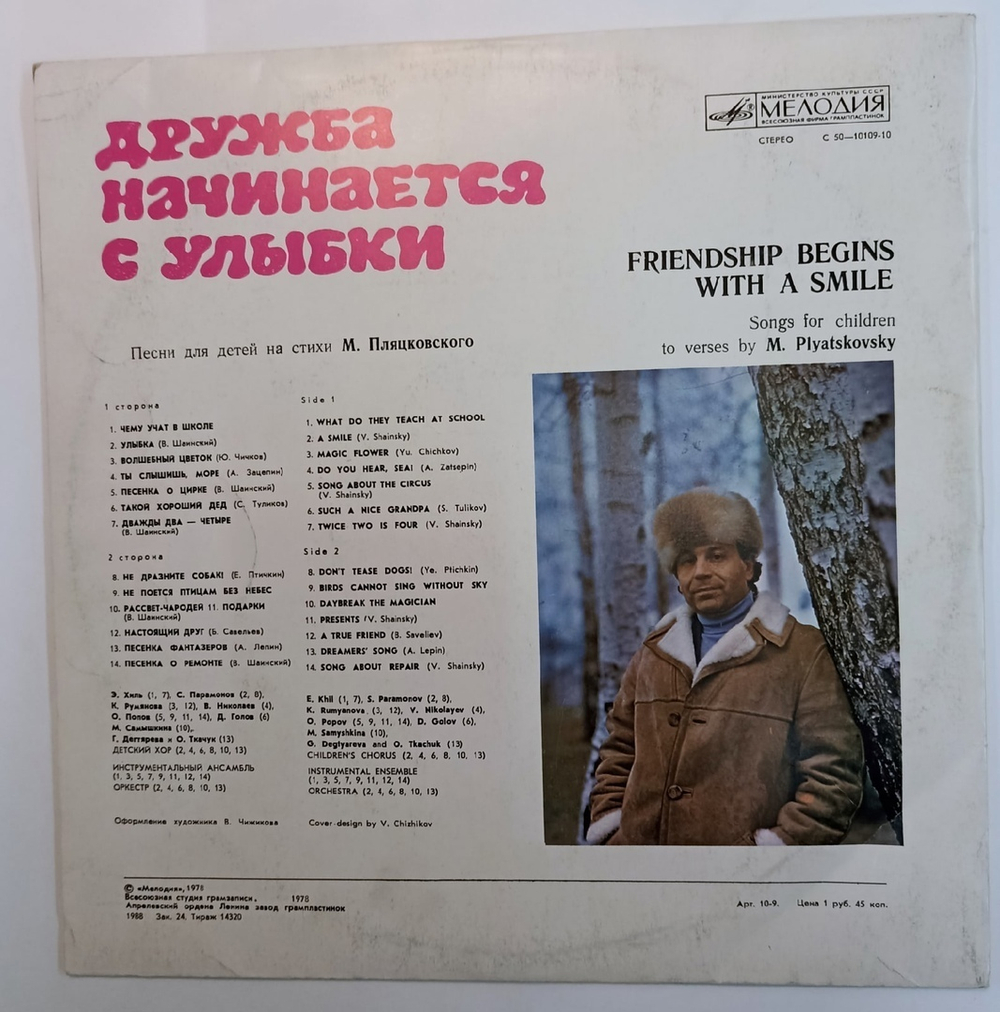 ДРУЖБА
НАЧИНАЕТСЯ
С УЛЫБКИ
МИНИСТЕРСТВО КУЛЬТУРЫ СССР
МЕЛОДИЯ
ВСЕСОЮЗНАЯ ФИРМА ГРАМПЛАСТИНОК
СТЕРЕО С 50—10109-10
FRIENDSHIP BEGINS
WITH A SMILE
Songs for children
to verses by M. Plyatskovsky
Песни для детей на стихи М. Пляцковского
1 сторона
1. ЧЕМУ УЧАТ В ШКОЛЕ
2. УЛЫБКА (В. Шаинский)
3. ВОЛШЕБНЫЙ ЦВЕТОК (Ю. Чичков)
4. ТЫ СЛЫШИШЬ, МОРЕ (А. Зацепин)
5. ПЕСЕНКА О ЦИРКЕ (В. Шаинский)
6. ТАКОЙ ХОРОШИЙ ДЕД (С. Туликов)
7. ДВАЖДЫ ДВА — ЧЕТЫРЕ
(В. Шаинский)
2 сторона
8. НЕ ДРАЗНИТЕ СОБАК! (Е. Птичкин)
9. НЕ ПОЕТСЯ ПТИЦАМ БЕЗ НЕБЕС
10. РАССВЕТ-ЧАРОДЕЙ 11. ПОДАРКИ
(В. Шаинский)
12. НАСТОЯЩИЙ ДРУГ (Б. Савельев)
13. ПЕСЕНКА ФАНТАЗЕРОВ (А. Лепин)
14. ПЕСЕНКА О РЕМОНТЕ (В. Шаинский)
Э. Хиль (1, 7), С. Парамонов (2, 8),
К. Румянова (3, 12), В. Николаев (4),
О. Попов (5, 9, 11, 14), Д. Голов (6)
М. Самышкина (10),
Г. Дегтярева и О. Ткачук (13)
ДЕТСКИЙ ХОР (2, 4, 6, 8, 10, 13)
ИНСТРУМЕНТАЛЬНЫЙ АНСАМБЛЬ
(1, 3, 5, 7, 9, 11, 12, 14)
ОРКЕСТР (2, 4, 6, 8, 10, 13)
Оформление художника В. Чижикова
Side 1
1. WHAT DO THEY TEACH AT SCHOOL
2. A SMILE (V. Shainsky)
3. MAGIC FLOWER (Yu. Chichkov)
4. DO YOU HEAR, SEA! (A. Zatsepin)
5. SONG ABOUT THE CIRCUS
(V. Shainsky)
6. SUCH A NICE GRANDPA (S. Tulikov)
7. TWICE TWO IS FOUR (V. Shainsky)
Side 2
8. DON'T TEASE DOGS! (Ye. Ptichkin)
9. BIRDS CANNOT SING WITHOUT SKY
10. DAYBREAK THE MAGICIAN
11. PRESENTS (V. Shainsky)
12. A TRUE FRIEND (B. Saveliev)
13. DREAMERS' SONG (A. Lepin)
14. SONG ABOUT REPAIR (V. Shainsky)
E. Khil (1, 7), S. Paramonov (2, 8),
K. Rumyanova (3, 12), V. Nikolayev (4),
O. Popov (5, 9, 11, 14), D. Golov (6),
M. Samyshkina (10),
G. Degtyareva and O. Tkachuk (13)
CHILDREN'S CHORUS (2, 4, 6, 8, 10, 13)
INSTRUMENTAL ENSEMBLE
(1, 3, 5, 7, 9, 11, 12, 14)
ORCHESTRA (2, 4, 6, 8, 10, 13)
Cover design by V. Chizhikov
© «Мелодия», 1978
Всесоюзная студия грамзаписи, 1978
Апрелевский ордена Ленина завод грампластинок
1988 Зак. 24. Тираж 14320
Арт. 10-9. Цена 1 руб. 45 коп.